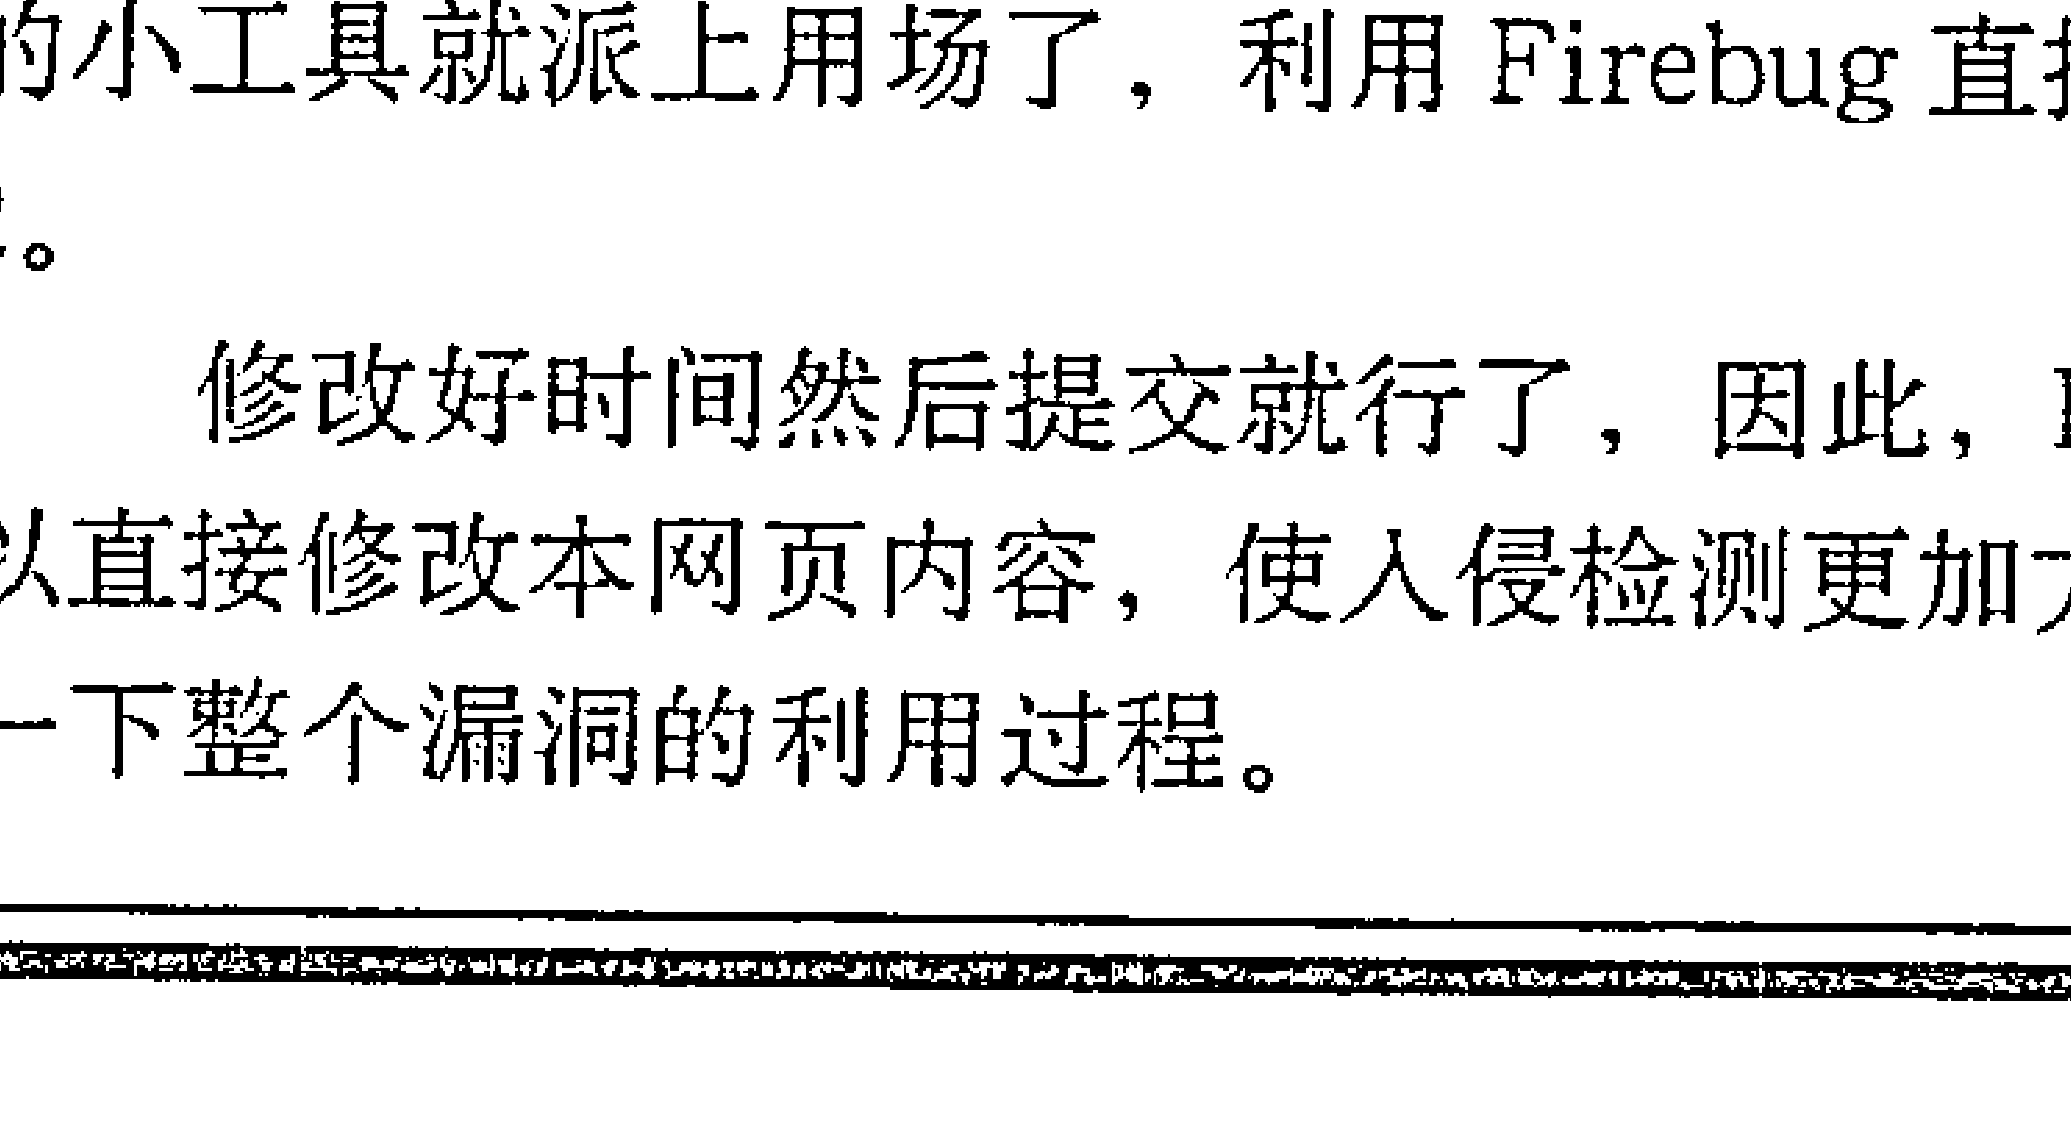 的小工具就派上用场了，利用 Firebug 直接
。
修改好时间然后提交就行了，因此，
以直接修改本网页内容，使入侵检测更加
一下整个漏洞的利用过程。